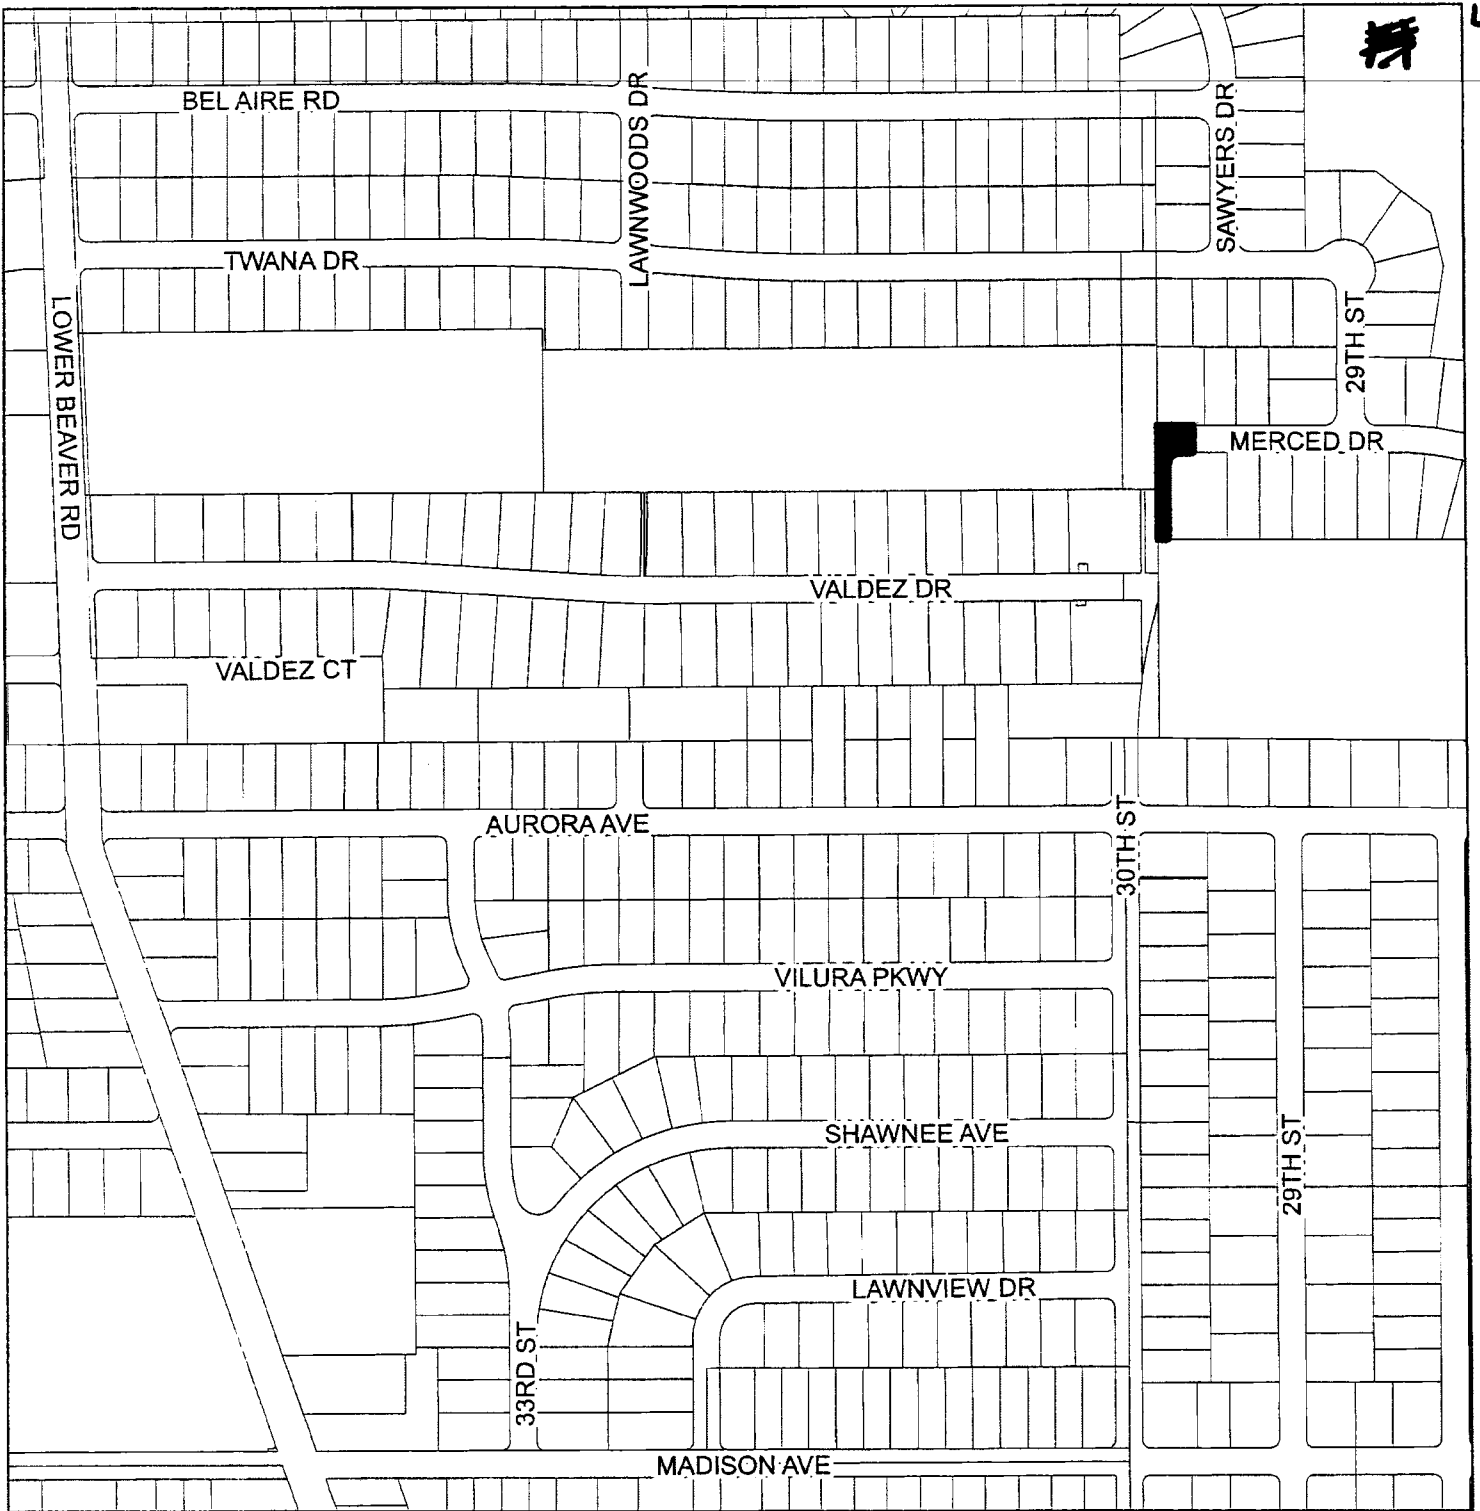 BEL AIRE RD
LAWNWOODS DR
SAWYERS DR
TWANA DR
LOWER BEAVER RD
29TH ST
MERCED DR
VALDEZ DR
VALDEZ CT
AURORA AVE
30TH ST
VILURA PKWY
SHAWNEE AVE
29TH ST
LAWNVIEW DR
33RD ST
MADISON AVE